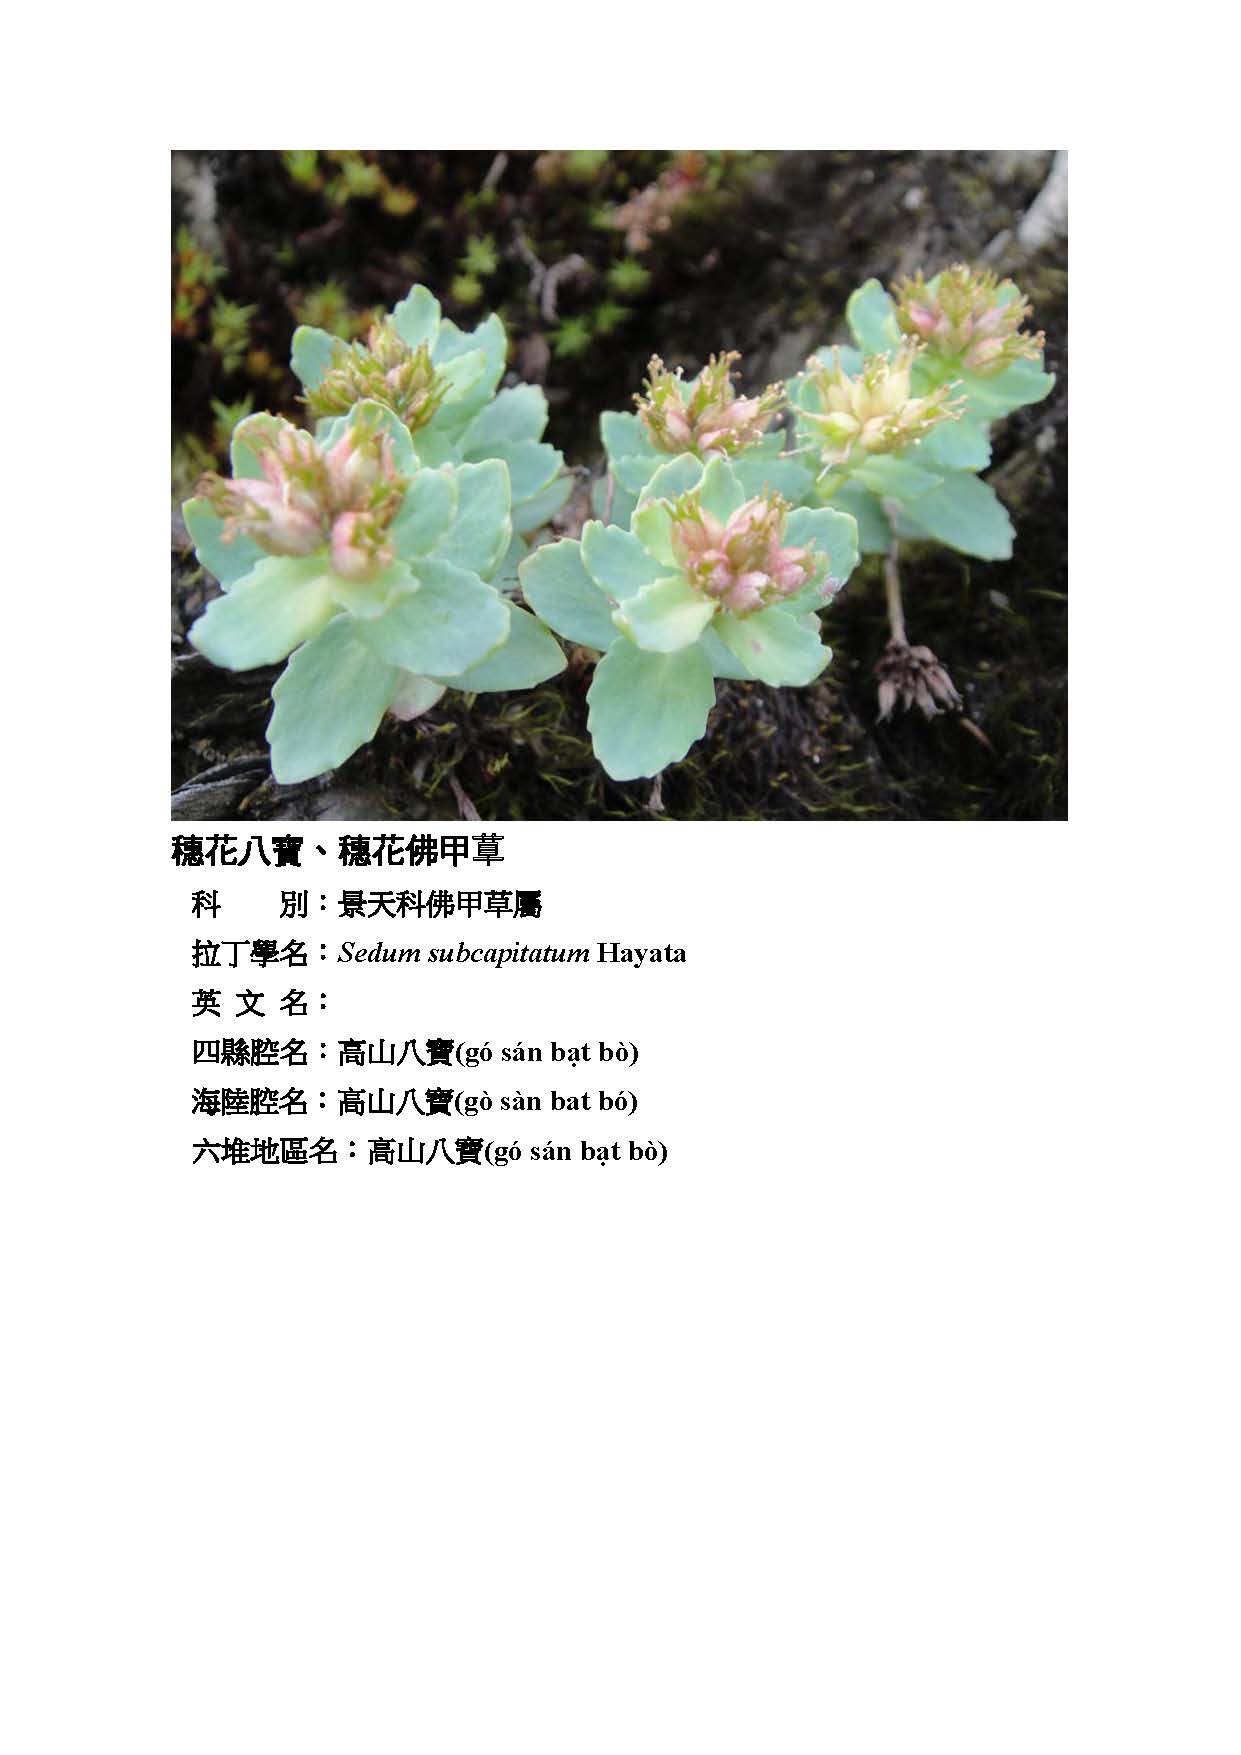 穗花八寶、穗花佛甲草
科　　別：景天科佛甲草屬
拉丁學名：Sedum subcapitatum Hayata
英 文 名：
四縣腔名：高山八寶(gó sán bạt bò)
海陸腔名：高山八寶(gò sàn bat bó)
六堆地區名：高山八寶(gó sán bạt bò)